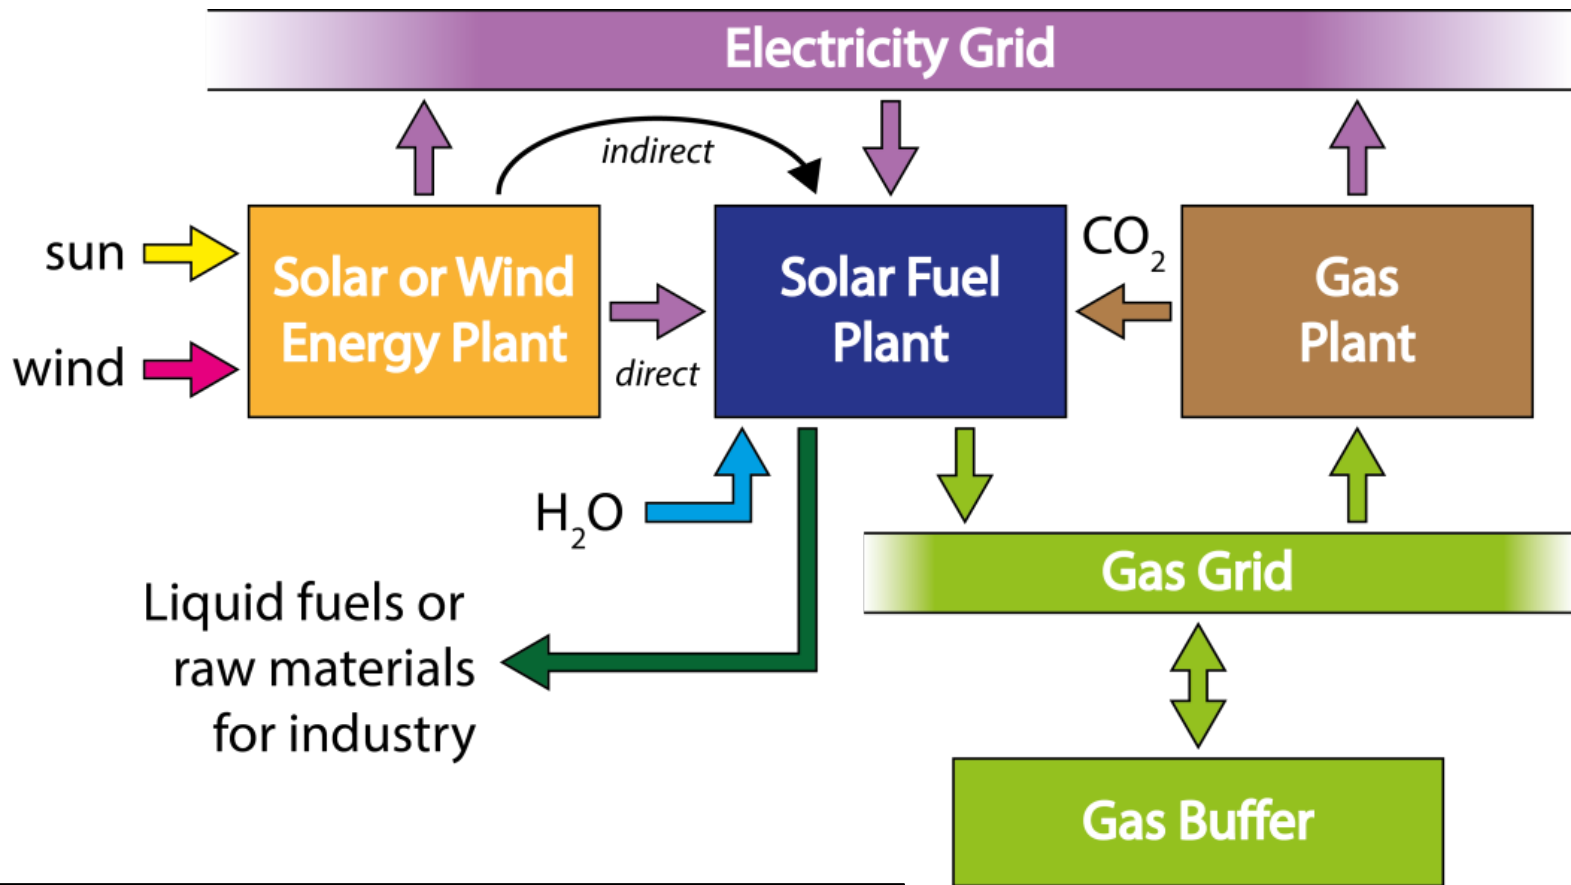 Electricity Grid
indirect
sun
wind
Solar or Wind
Energy Plant
direct
Solar Fuel
Plant
CO₂
Gas
Plant
H₂O
Gas Grid
Liquid fuels or
raw materials
for industry
Gas Buffer